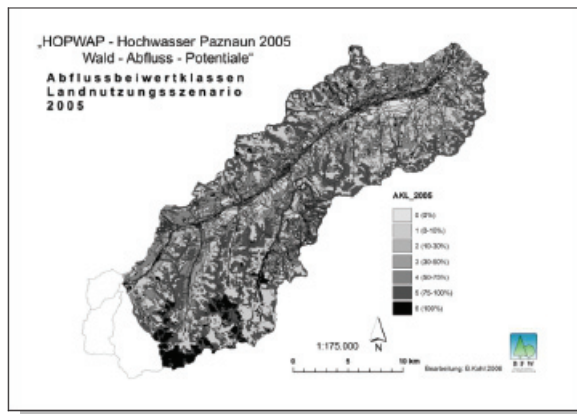 „HOPWAP - Hochwasser Paznaun 2005
Wald - Abfluss - Potentiale“
Abflussbeiwertklassen
Landnutzungsszenario
2005
AKL_2005
0 (0%)
1 (0-10%)
2 (10-30%)
3 (30-50%)
4 (50-70%)
5 (75-100%)
6 (100%)
1:175.000
N
0
5
10 km
BFW
Bearbeitung: B.Kohl 2006